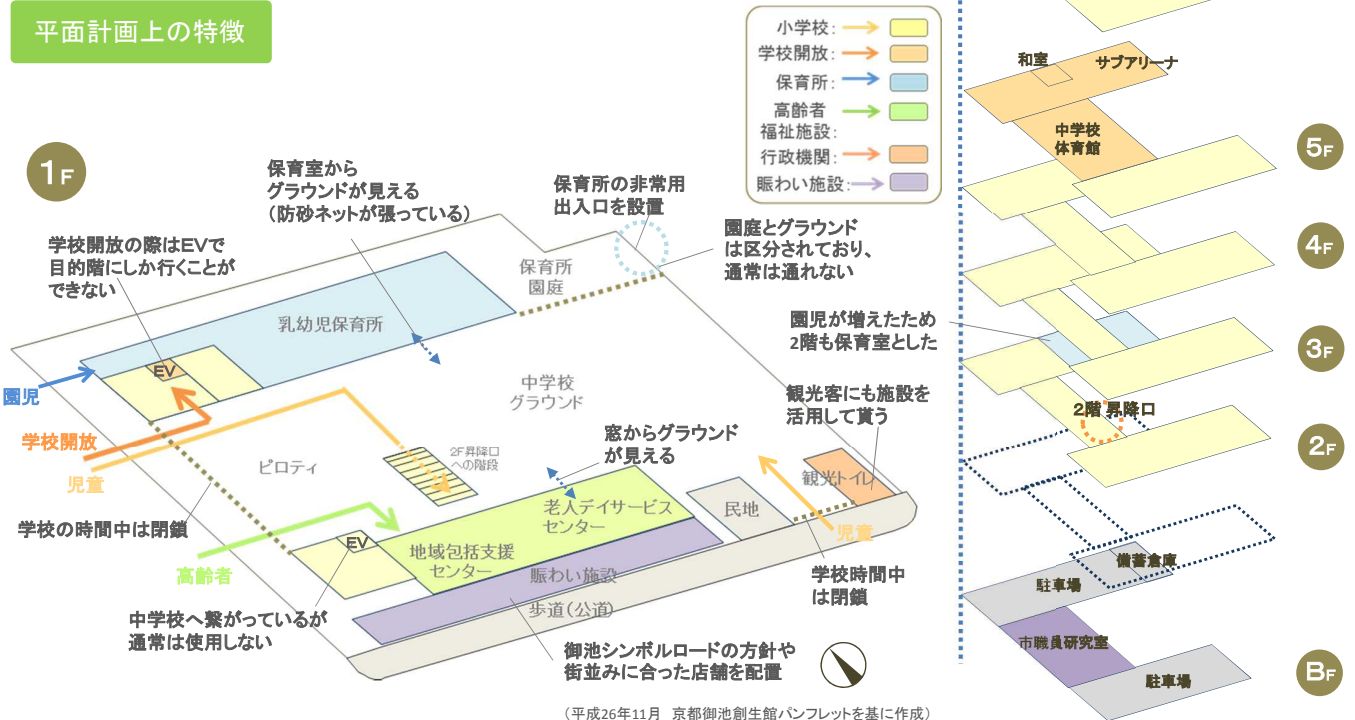 平面計画上の特徴
小学校:
学校開放:
保育所:
高齢者
福祉施設:
行政機関:
賑わい施設:
1F
保育室から
グラウンドが見える
(防砂ネットが張っている)
保育所の非常用
出入口を設置
園庭とグラウンド
は区分されており、
通常は通れない
学校開放の際はEVで
目的階にしか行くことが
できない
保育所
園庭
乳幼児保育所
EV
園児
学校開放
児童
中学校
グラウンド
観光客にも施設を
活用して貰う
窓からグラウンド
が見える
2F昇降口
への階段
ピロティ
観光トイレ
学校の時間中は閉鎖
老人デイサービス
センター
民地
児童
EV
地域包括支援
センター
高齢者
賑わい施設
歩道(公道)
学校時間中
は閉鎖
中学校へ繋がっているが
通常は使用しない
御池シンボルロードの方針や
街並みに合った店舗を配置
(平成26年11月 京都御池創生館パンフレットを基に作成)
和室
サブアリーナ
中学校
体育館
5F
4F
園児が増えたため
2階も保育室とした
3F
2階 昇降口
2F
備蓄倉庫
駐車場
市職員研究室
駐車場
BF